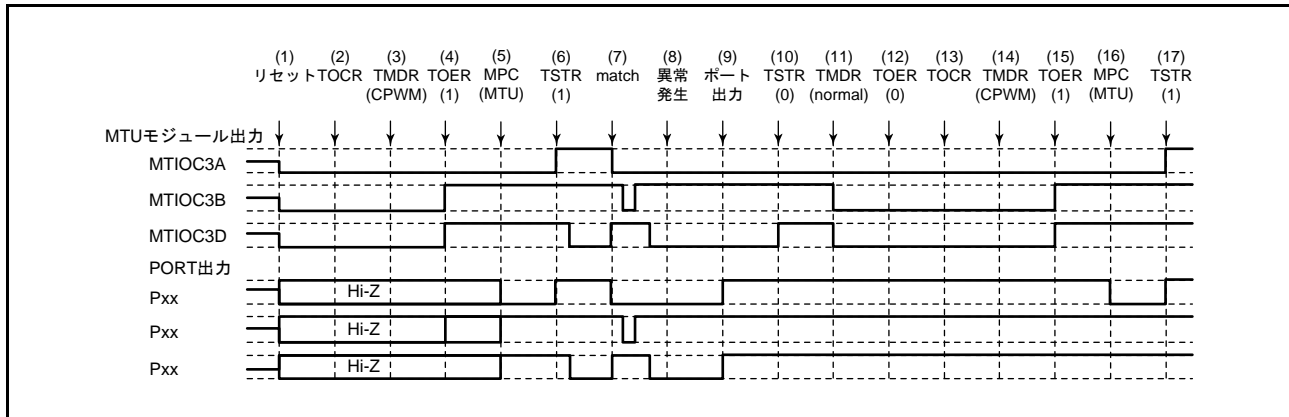 (1) (2) (3) (4) (5) (6) (7) (8) (9) (10) (11) (12) (13) (14) (15) (16) (17)
リセット TOCR TMDR TOER MPC TSTR match 異常 ポート TSTR TMDR TOER TOCR TMDR TOER MPC TSTR
(CPWM) (1) (MTU) (1) 発生 出力 (0) (normal) (0) (CPWM) (1) (MTU) (1)
MTUモジュール出力
MTIOC3A
MTIOC3B
MTIOC3D
PORT出力
Pxx Hi-Z
Pxx Hi-Z
Pxx Hi-Z